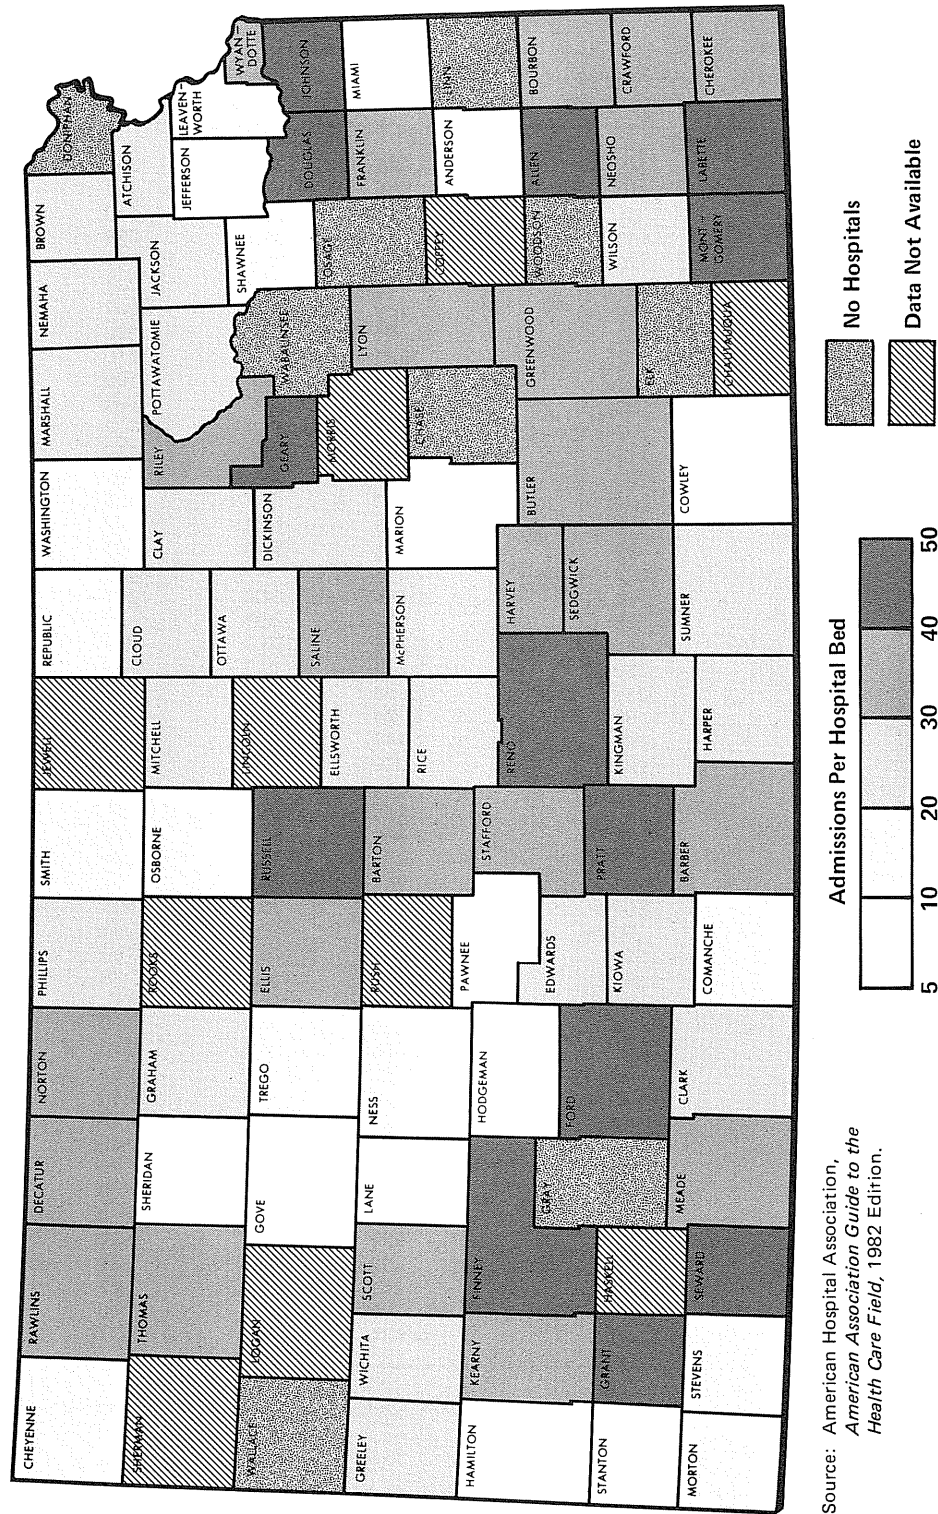 CHEYENNE
RAWLINS
DECATUR
NORTON
PHILLIPS
SMITH
JEWELL
REPUBLIC
WASHINGTON
MARSHALL
NEMAHA
BROWN
DONIPHAN
SHERMAN
THOMAS
SHERIDAN
GRAHAM
ROOKS
OSBORNE
MITCHELL
CLOUD
CLAY
RILEY
POTTAWATOMIE
JACKSON
ATCHISON
JEFFERSON
LEAVEN-
WORTH
WYAN-
DOTTE
WALLACE
LOGAN
GOVE
TREGO
ELLIS
RUSSELL
LINCOLN
OTTAWA
DICKINSON
GEARY
WABAUNSEE
SHAWNEE
DOUGLAS
JOHNSON
GREELEY
WICHITA
SCOTT
LANE
NESS
RUSH
BARTON
ELLSWORTH
SALINE
MORRIS
LYON
OSAGE
FRANKLIN
MIAMI
HAMILTON
KEARNY
FINNEY
HODGEMAN
PAWNEE
STAFFORD
RICE
McPHERSON
MARION
CHASE
COFFEY
ANDERSON
LINN
STANTON
GRANT
HASKELL
GRAY
FORD
EDWARDS
KIOWA
PRATT
RENO
HARVEY
SEDGWICK
BUTLER
GREENWOOD
WOODSON
ALLEN
BOURBON
KINGMAN
ELK
WILSON
NEOSHO
CRAWFORD
MORTON
STEVENS
SEWARD
MEADE
CLARK
COMANCHE
BARBER
HARPER
SUMNER
COWLEY
CHAUTAUQUA
MONT-
GOMERY
LABETTE
CHEROKEE
Source: American Hospital Association,
American Association Guide to the
Health Care Field, 1982 Edition.
Admissions Per Hospital Bed
5 10 20 30 40 50
No Hospitals
Data Not Available